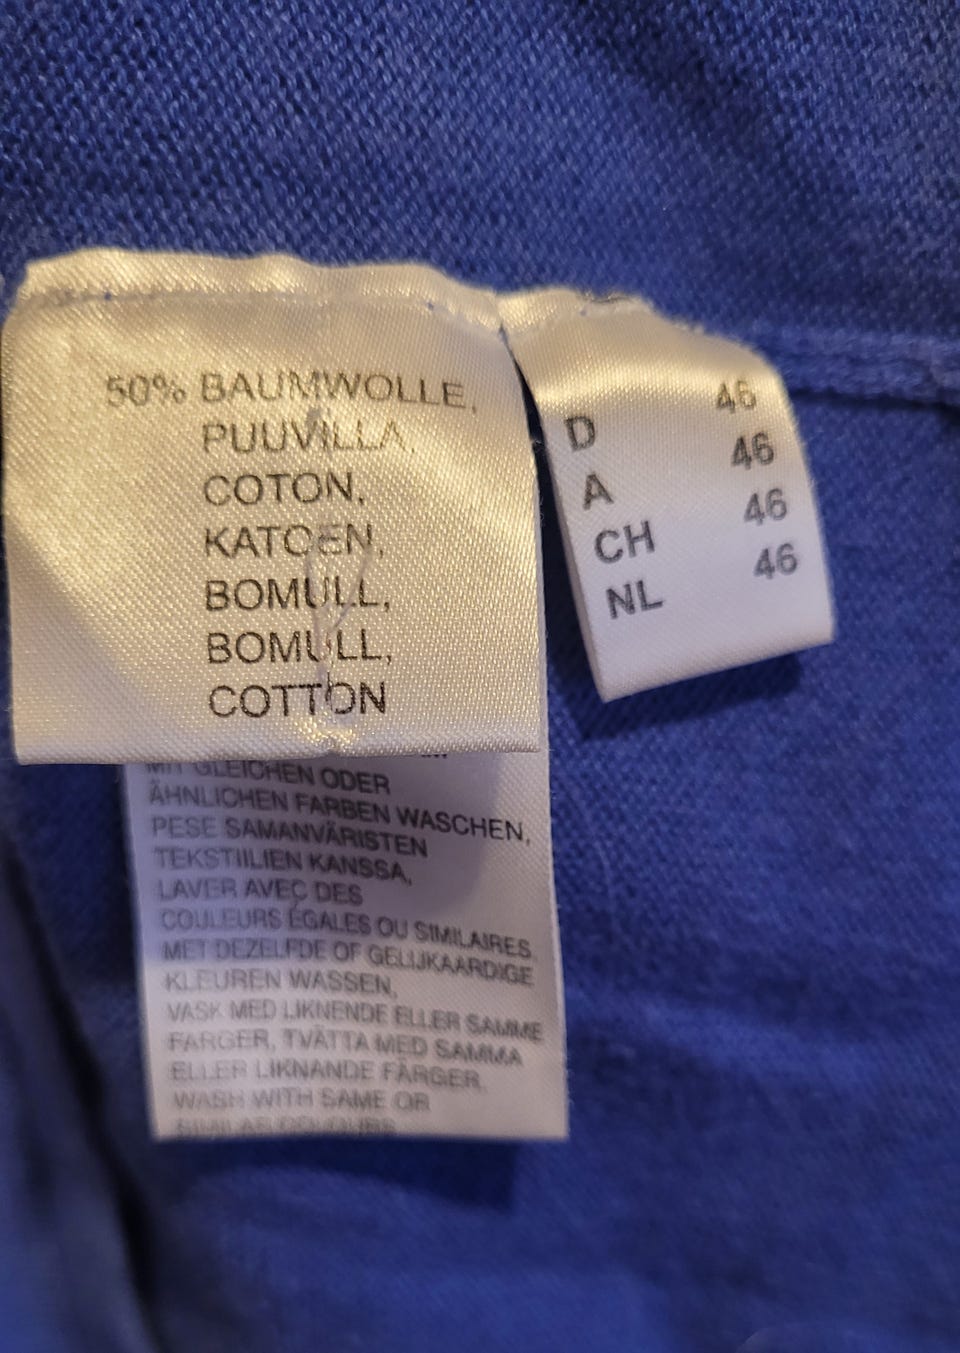 50% BAUMWOLLE,
PUUVILLA,
COTON,
KATOEN,
BOMULL,
BOMULL,
COTTON
D 46
A 46
CH 46
NL 46
MIT GLEICHEN ODER
ÄHNLICHEN FARBEN WASCHEN,
PESE SAMANVÄRISTEN
TEKSTIILIEN KANSSA,
LAVER AVEC DES
COULEURS ÉGALES OU SIMILAIRES.
MET DEZELFDE OF GELIJKAARDIGE
KLEUREN WASSEN,
VASK MED LIKNENDE ELLER SAMME
FARGER, TVÄTTA MED SAMMA
ELLER LIKNANDE FÄRGER.
WASH WITH SAME OR
SIMILAR COLOURS